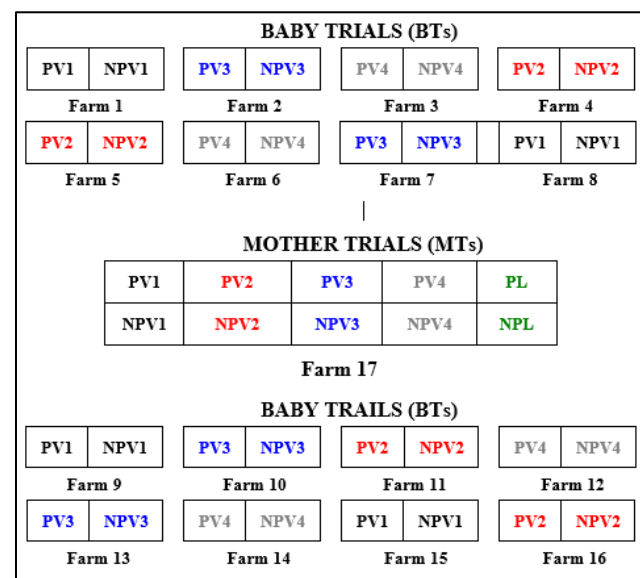 BABY TRIALS (BTs)
PV1 NPV1 PV3 NPV3 PV4 NPV4 PV2 NPV2
Farm 1 Farm 2 Farm 3 Farm 4
PV2 NPV2 PV4 NPV4 PV3 NPV3 PV1 NPV1
Farm 5 Farm 6 Farm 7 Farm 8
MOTHER TRIALS (MTs)
PV1 PV2 PV3 PV4 PL
NPV1 NPV2 NPV3 NPV4 NPL
Farm 17
BABY TRAILS (BTs)
PV1 NPV1 PV3 NPV3 PV2 NPV2 PV4 NPV4
Farm 9 Farm 10 Farm 11 Farm 12
PV3 NPV3 PV4 NPV4 PV1 NPV1 PV2 NPV2
Farm 13 Farm 14 Farm 15 Farm 16